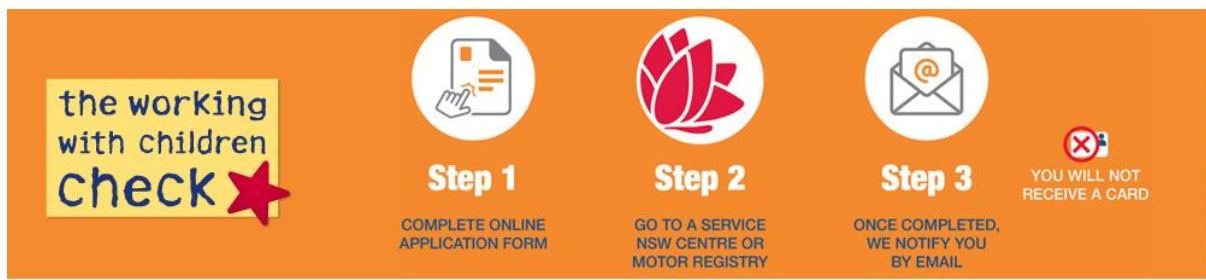 the working
with children
check
Step 1
COMPLETE ONLINE
APPLICATION FORM
Step 2
GO TO A SERVICE
NSW CENTRE OR
MOTOR REGISTRY
@
Step 3
ONCE COMPLETED,
WE NOTIFY YOU
BY EMAIL
YOU WILL NOT
RECEIVE A CARD